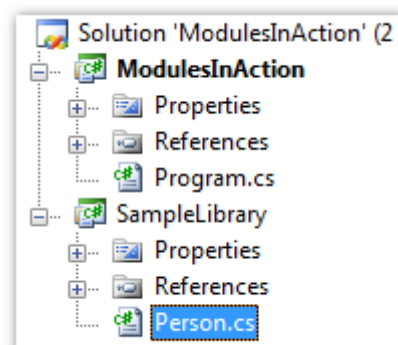 Solution 'ModulesInAction' (2
ModulesInAction
Properties
References
Program.cs
SampleLibrary
Properties
References
Person.cs